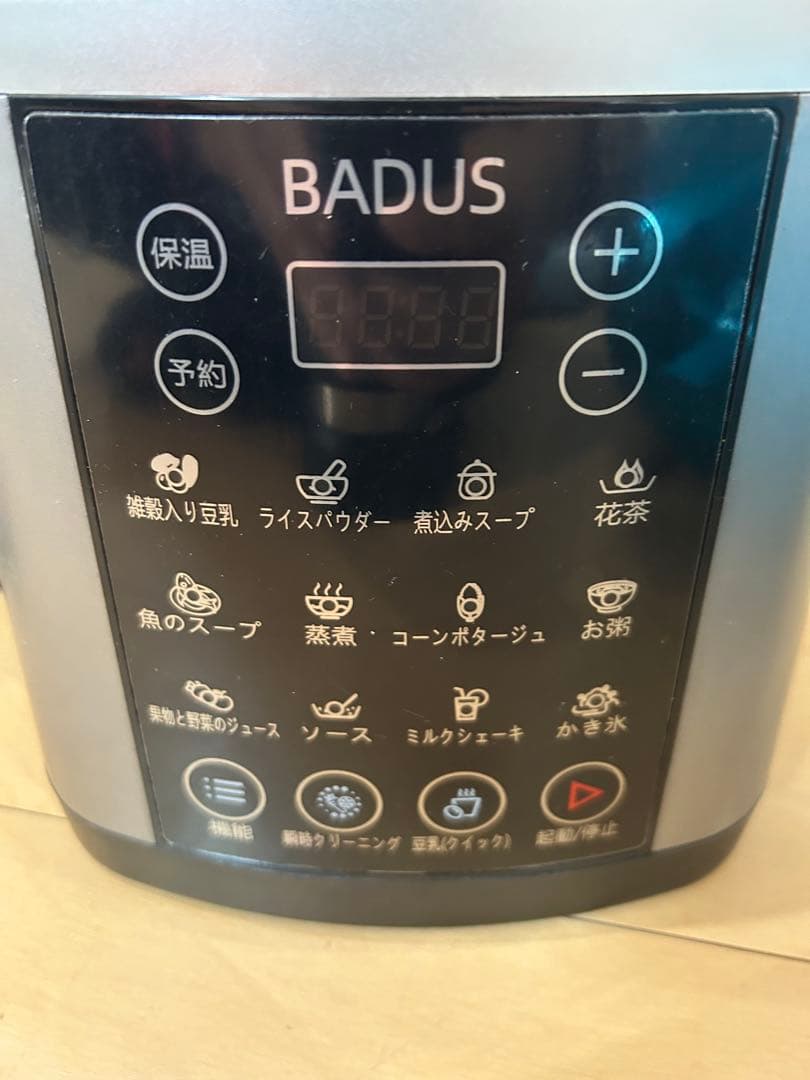 BADUS
保温
+
予約
−
雑穀入り豆乳
ライスパウダー
煮込みスープ
花茶
魚のスープ
蒸煮
コーンポタージュ
お粥
果物と野菜のジュース
ソース
ミルクシェーキ
かき氷
機能
瞬時クリーニング
豆乳(クイック)
起動/停止